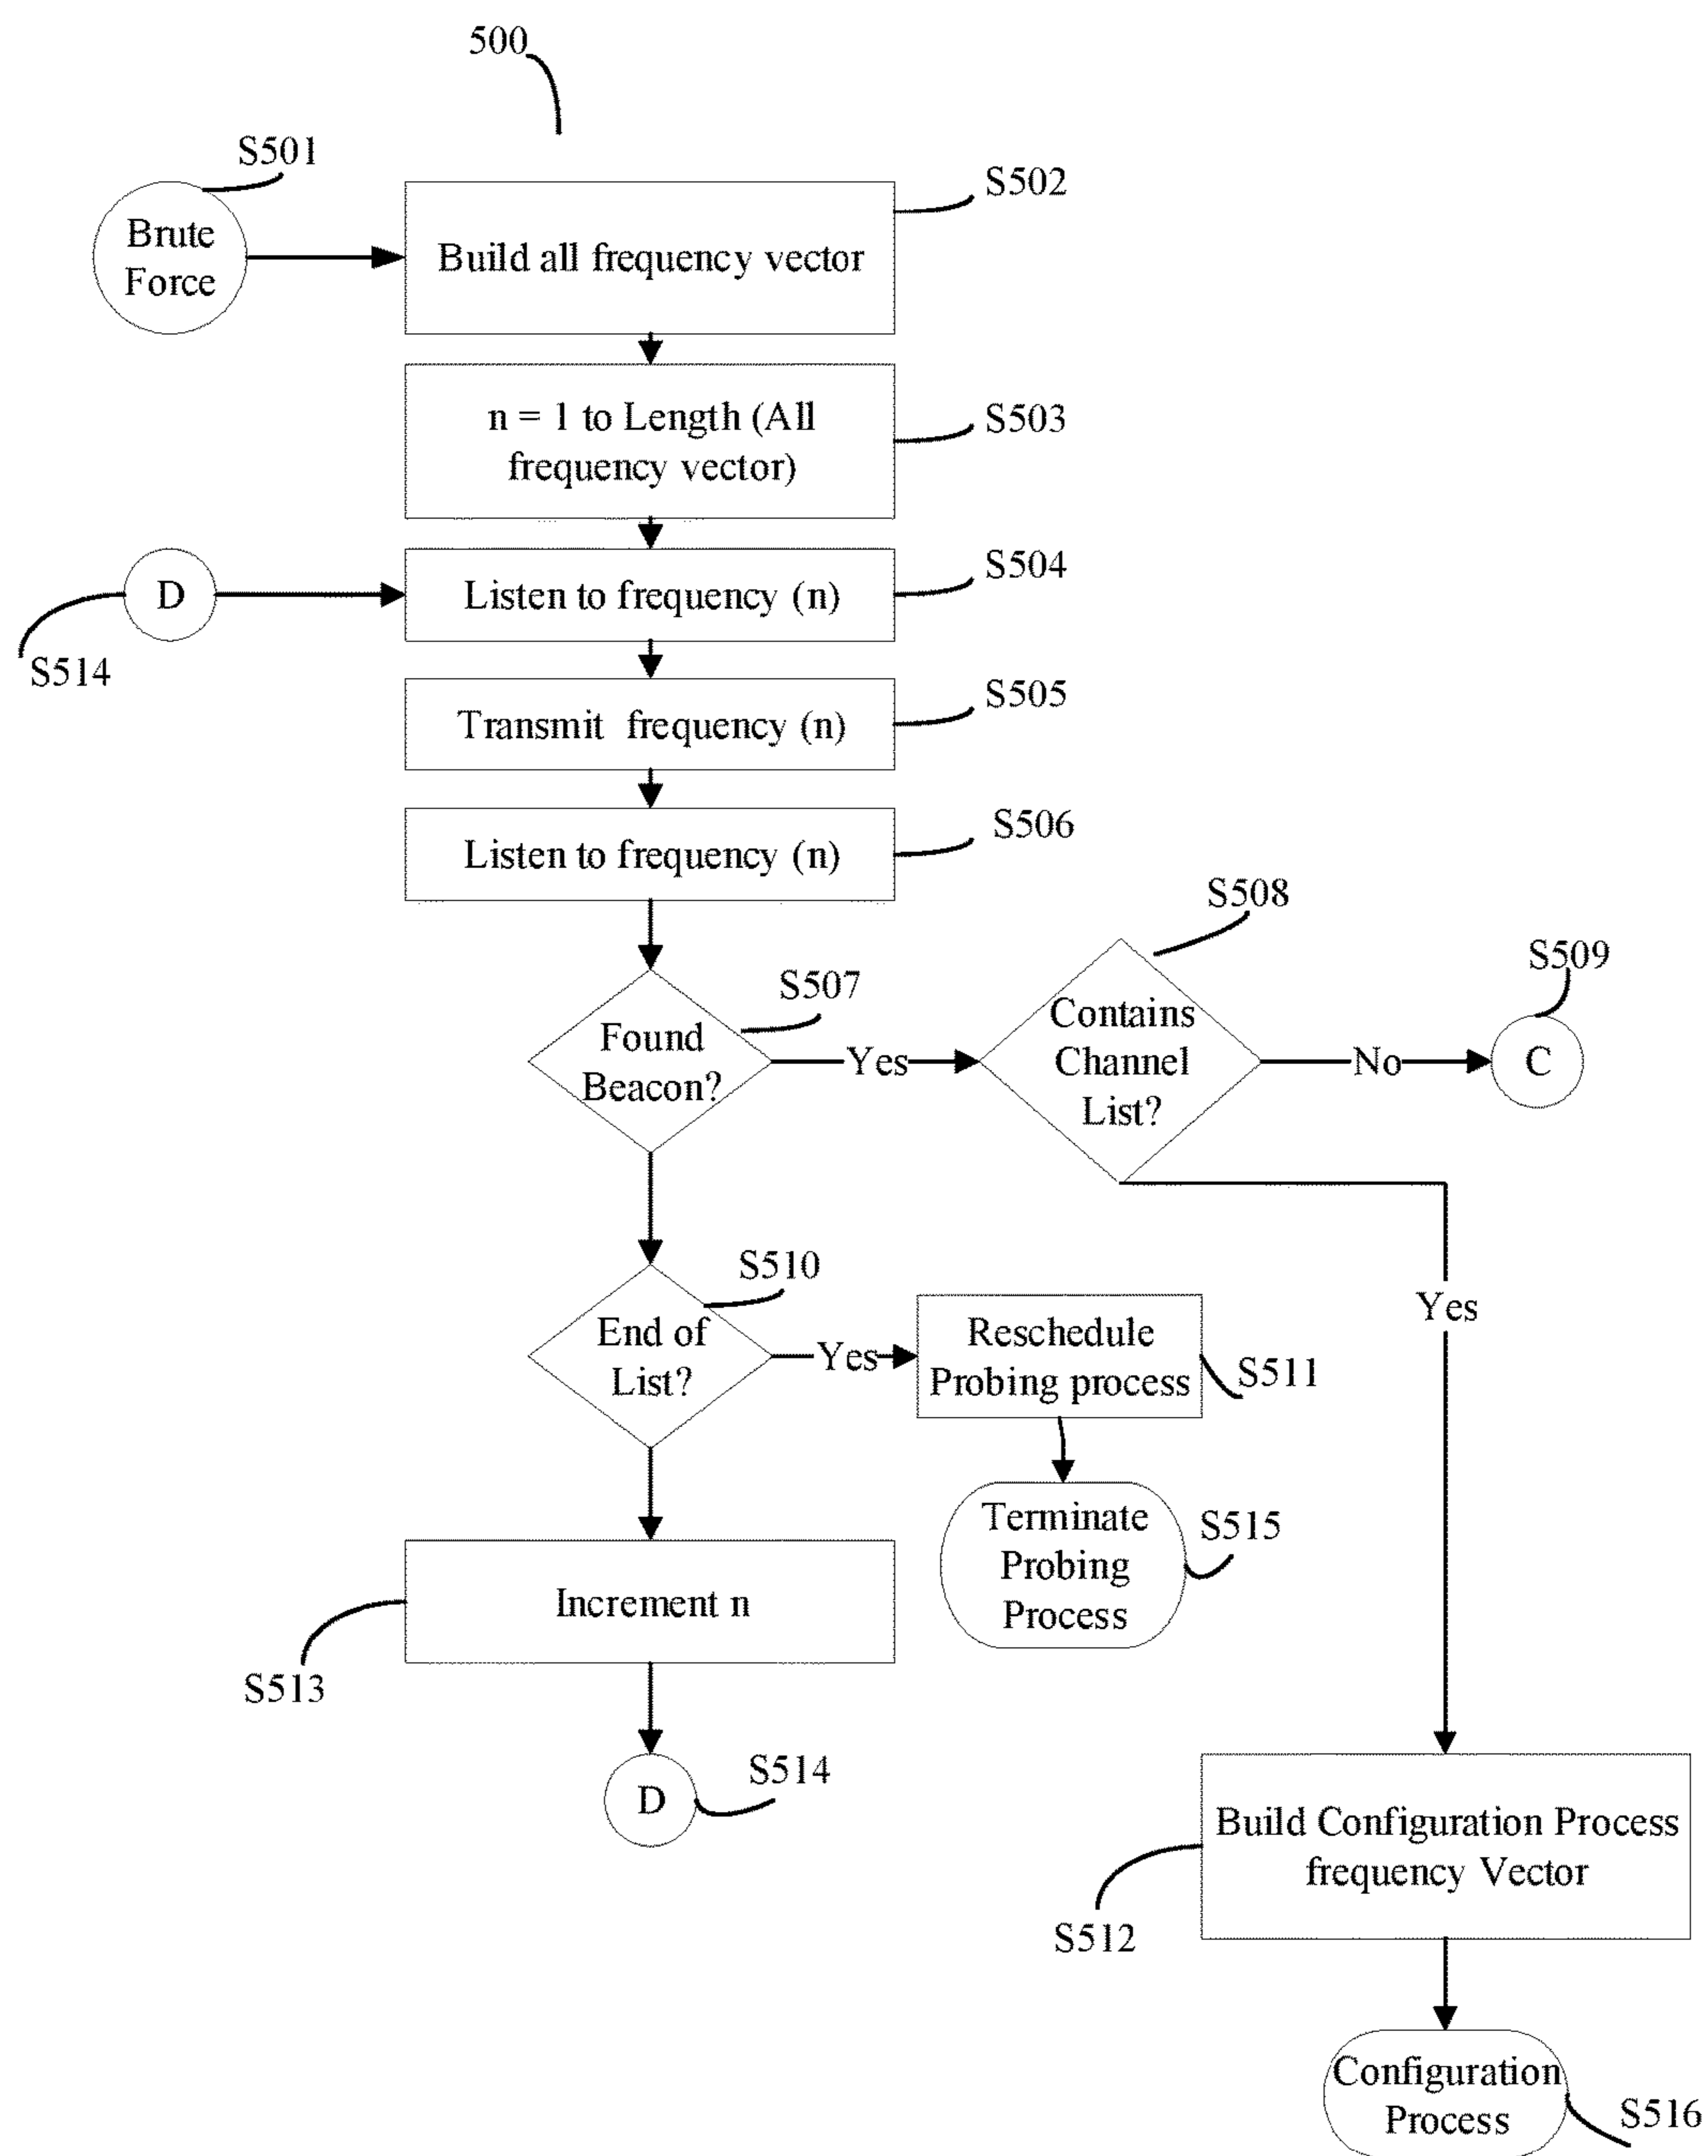 500
S501
Brute
Force
Build all frequency vector
S502
n = 1 to Length (All
frequency vector)
S503
D
S514
Listen to frequency (n)
S504
Transmit frequency (n)
S505
Listen to frequency (n)
S506
Found
Beacon?
S507
Yes
Contains
Channel
List?
S508
No
C
S509
Yes
End of
List?
S510
Yes
Reschedule
Probing process
S511
Terminate
Probing
Process
S515
Increment n
S513
D
S514
Build Configuration Process
frequency Vector
S512
Configuration
Process
S516